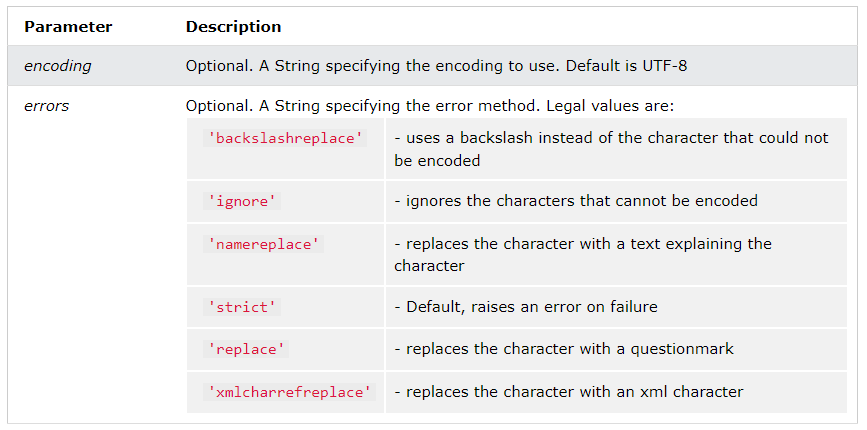 Parameter Description
encoding Optional. A String specifying the encoding to use. Default is UTF-8
errors Optional. A String specifying the error method. Legal values are:
'backslashreplace' - uses a backslash instead of the character that could not
be encoded
'ignore' - ignores the characters that cannot be encoded
'namereplace' - replaces the character with a text explaining the
character
'strict' - Default, raises an error on failure
'replace' - replaces the character with a questionmark
'xmlcharrefreplace' - replaces the character with an xml character